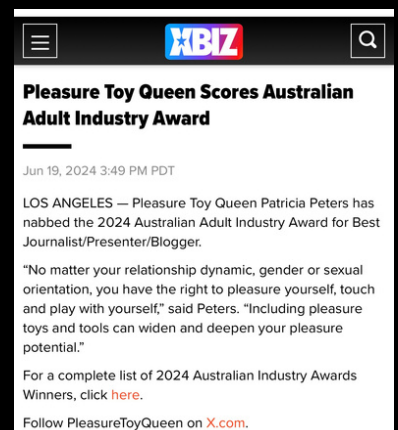 XBIZ
Pleasure Toy Queen Scores Australian
Adult Industry Award
Jun 19, 2024 3:49 PM PDT
LOS ANGELES — Pleasure Toy Queen Patricia Peters has
nabbed the 2024 Australian Adult Industry Award for Best
Journalist/Presenter/Blogger.
“No matter your relationship dynamic, gender or sexual
orientation, you have the right to pleasure yourself, touch
and play with yourself,” said Peters. “Including pleasure
toys and tools can widen and deepen your pleasure
potential.”
For a complete list of 2024 Australian Industry Awards
Winners, click here.
Follow PleasureToyQueen on X.com.